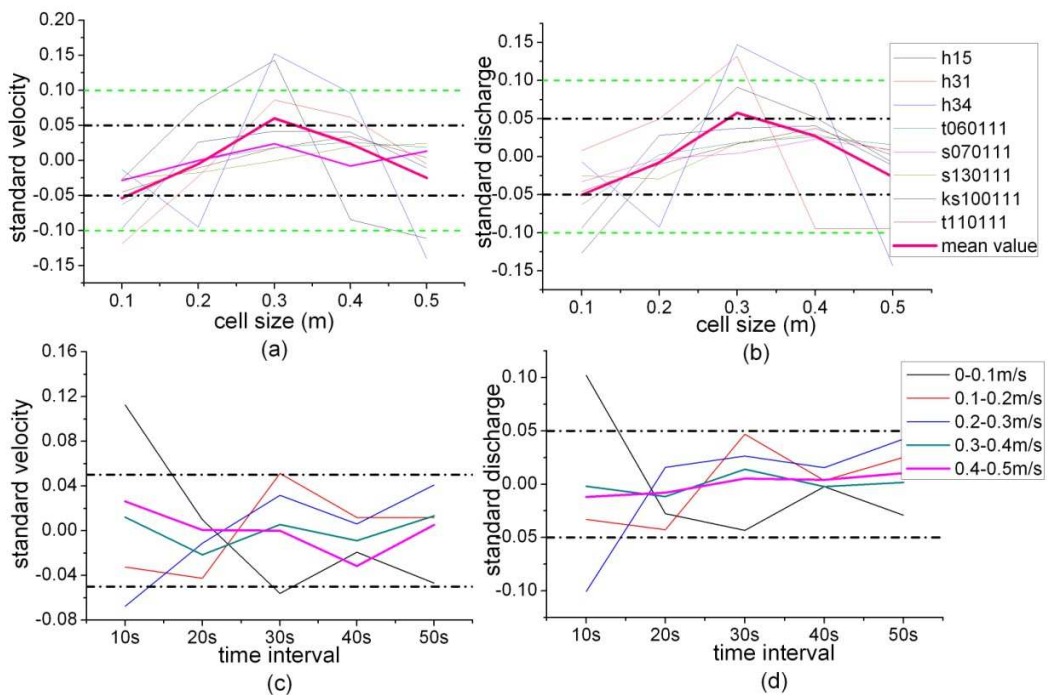 standard velocity
0.20
0.15
0.10
0.05
0.00
-0.05
-0.10
-0.15
0.1 0.2 0.3 0.4 0.5
cell size (m)
(a)
standard discharge
0.15
0.10
0.05
0.00
-0.05
-0.10
-0.15
0.1 0.2 0.3 0.4 0.5
cell size (m)
(b)
h15
h31
h34
t060111
s070111
s130111
ks100111
t110111
mean value
standard velocity
0.16
0.12
0.08
0.04
0.00
-0.04
-0.08
10s 20s 30s 40s 50s
time interval
(c)
standard discharge
0.10
0.05
0.00
0.05
-0.10
10s 20s 30s 40s 50s
time interval
(d)
0-0.1m/s
0.1-0.2m/s
0.2-0.3m/s
0.3-0.4m/s
0.4-0.5m/s